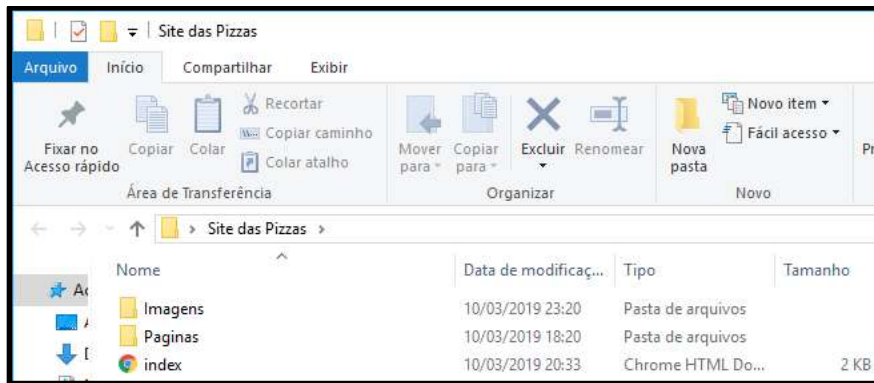 Site das Pizzas
Arquivo Início Compartilhar Exibir
Fixar no Acesso rápido
Copiar
Colar
Recortar
Copiar caminho
Colar atalho
Mover para
Copiar para
Excluir
Renomear
Nova pasta
Novo item
Fácil acesso
Área de Transferência Organizar Novo
Site das Pizzas
Nome Data de modificaç... Tipo Tamanho
Imagens 10/03/2019 23:20 Pasta de arquivos
Paginas 10/03/2019 18:20 Pasta de arquivos
index 10/03/2019 20:33 Chrome HTML Do... 2 KB